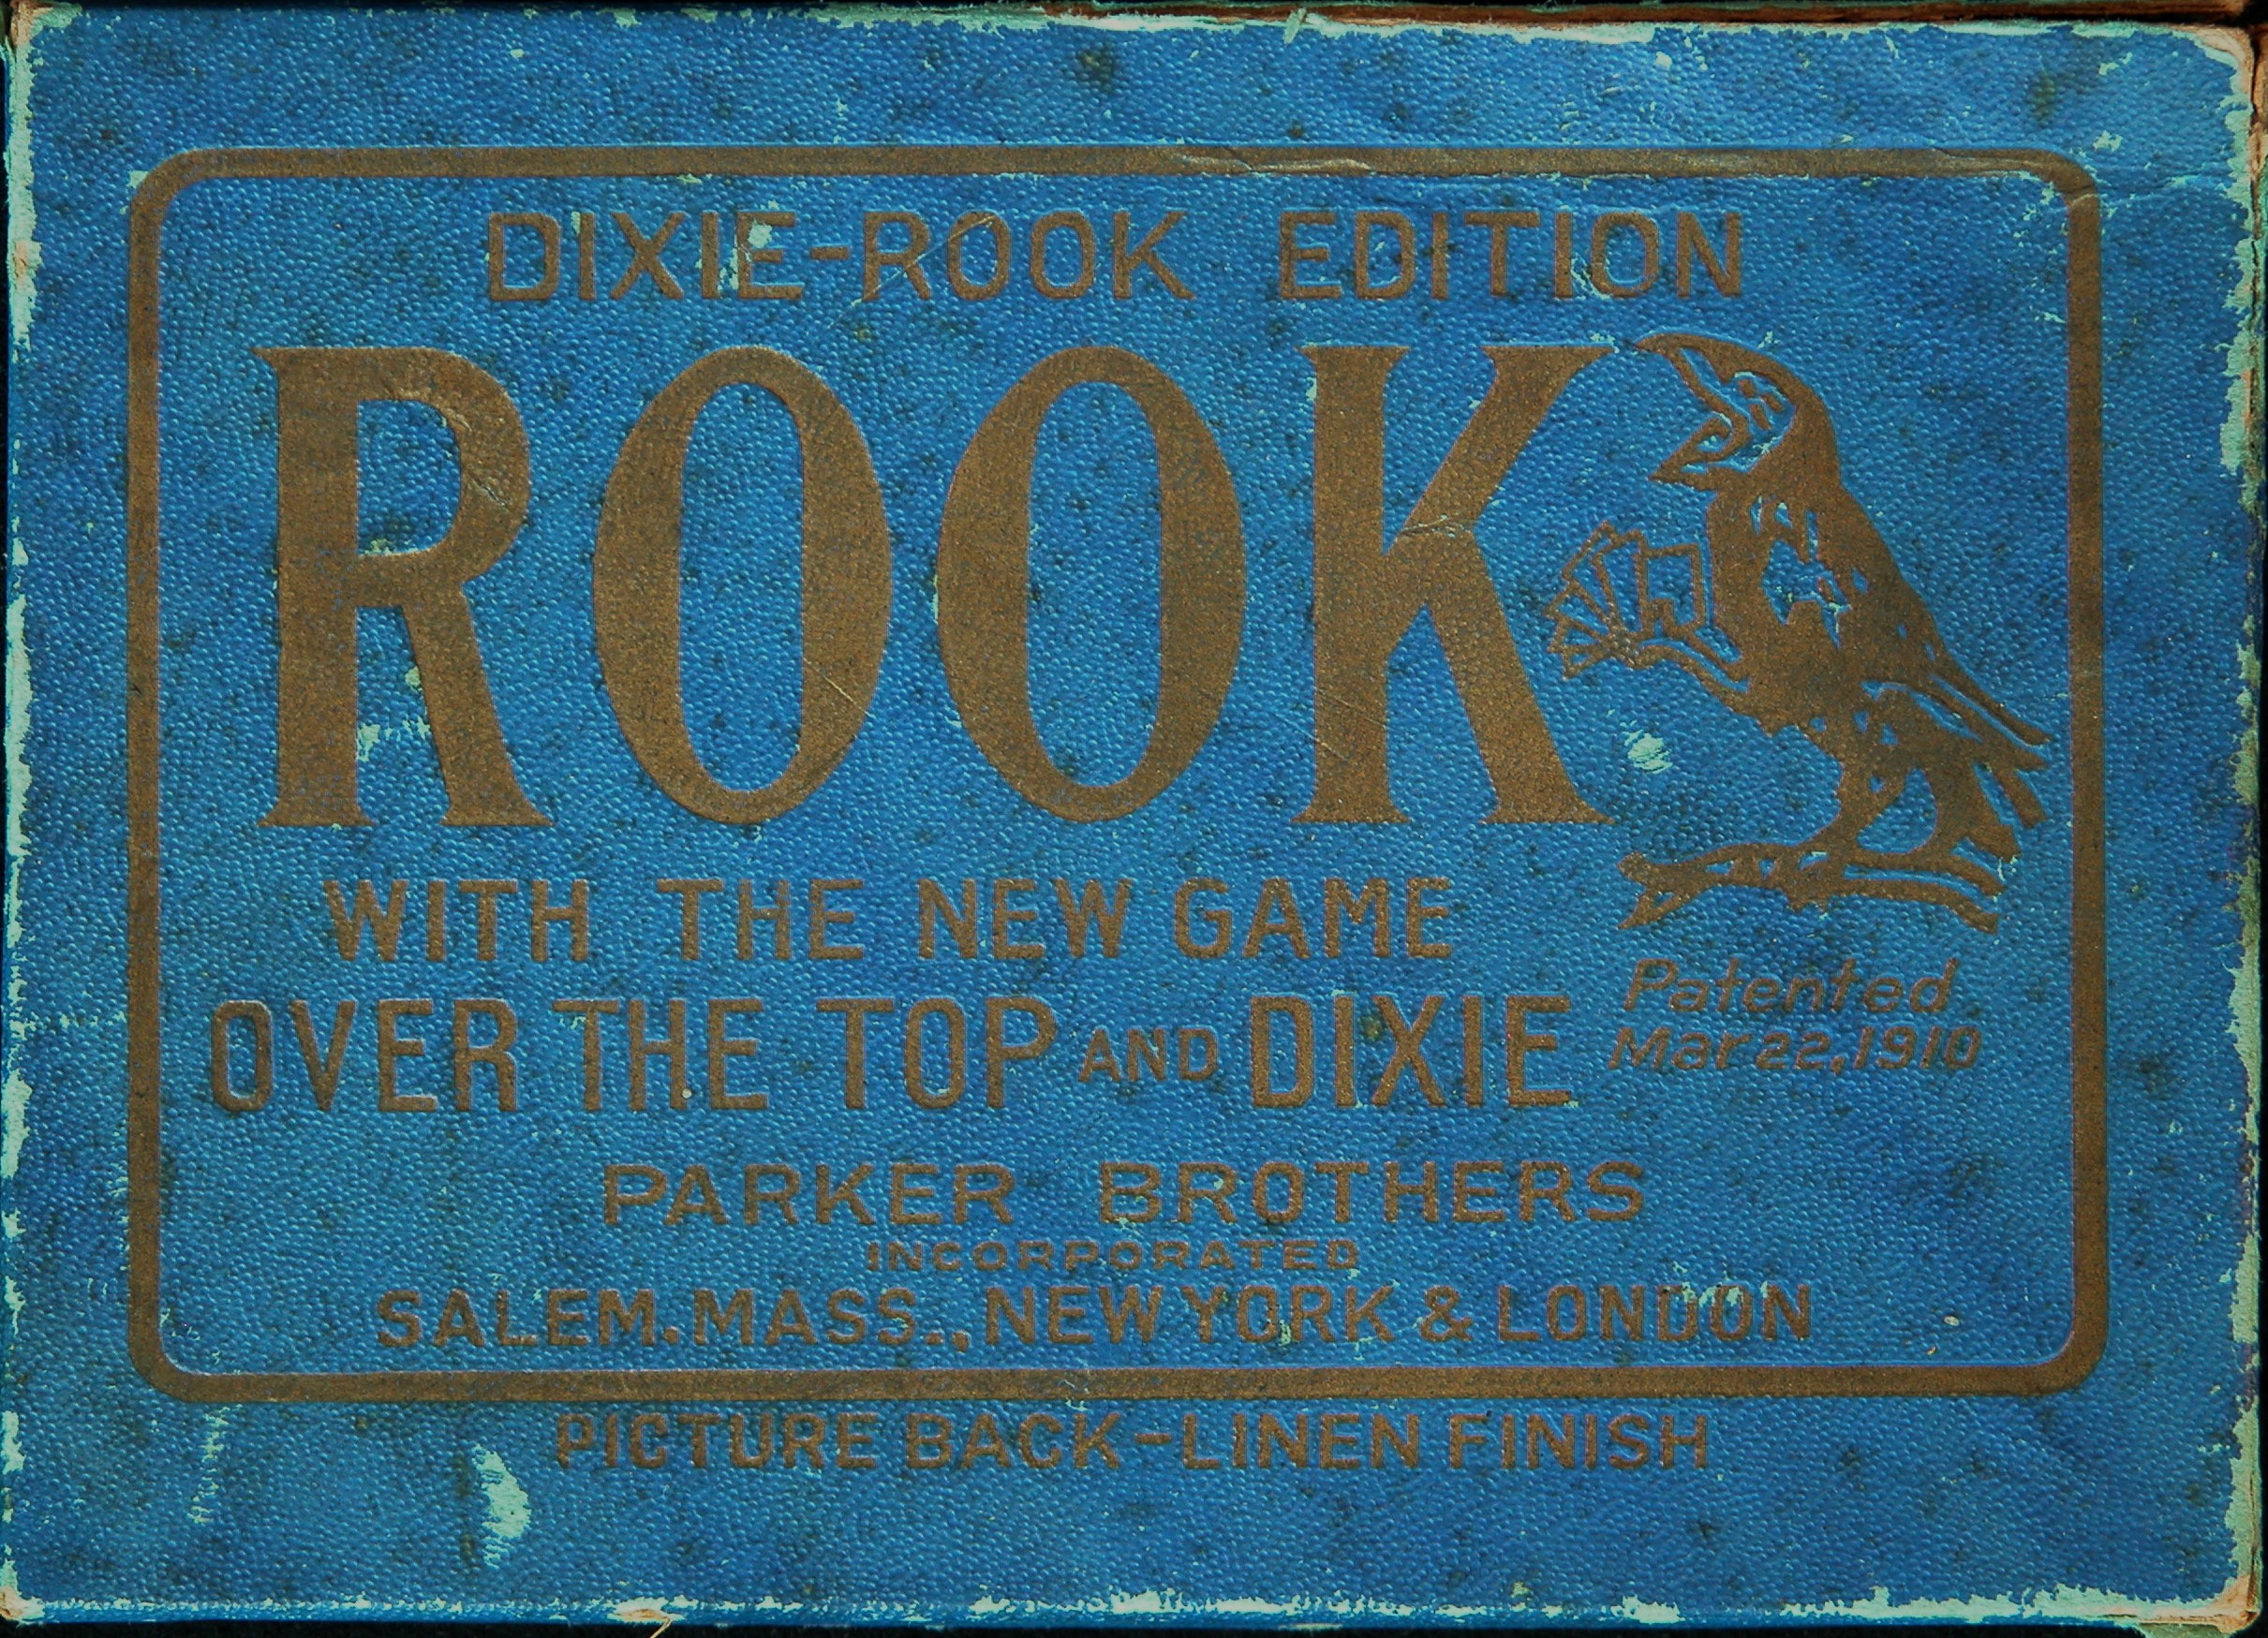 DIXIE-ROOK EDITION
ROOK
WITH THE NEW GAME
OVER THE TOP AND DIXIE
Patented
Mar 22, 1910
PARKER BROTHERS
INCORPORATED
SALEM. MASS., NEW YORK & LONDON
PICTURE BACK-LINEN FINISH